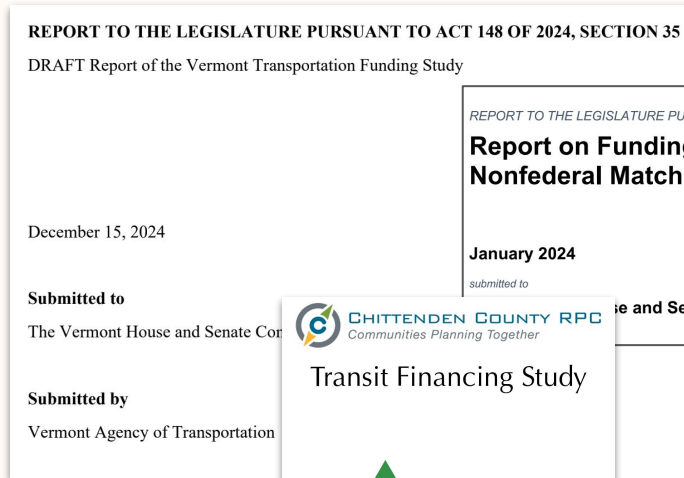 REPORT TO THE LEGISLATURE PURSUANT TO ACT 148 OF 2024, SECTION 35
DRAFT Report of the Vermont Transportation Funding Study
December 15, 2024
Submitted to
The Vermont House and Senate
Submitted by
Vermont Agency of Transportation
REPORT TO THE LEGISLATURE
Report on Funding
Nonfederal Match
January 2024
submitted to
and Se
CHITTENDEN COUNTY RPC
Communities Planning Together
Transit Financing Study